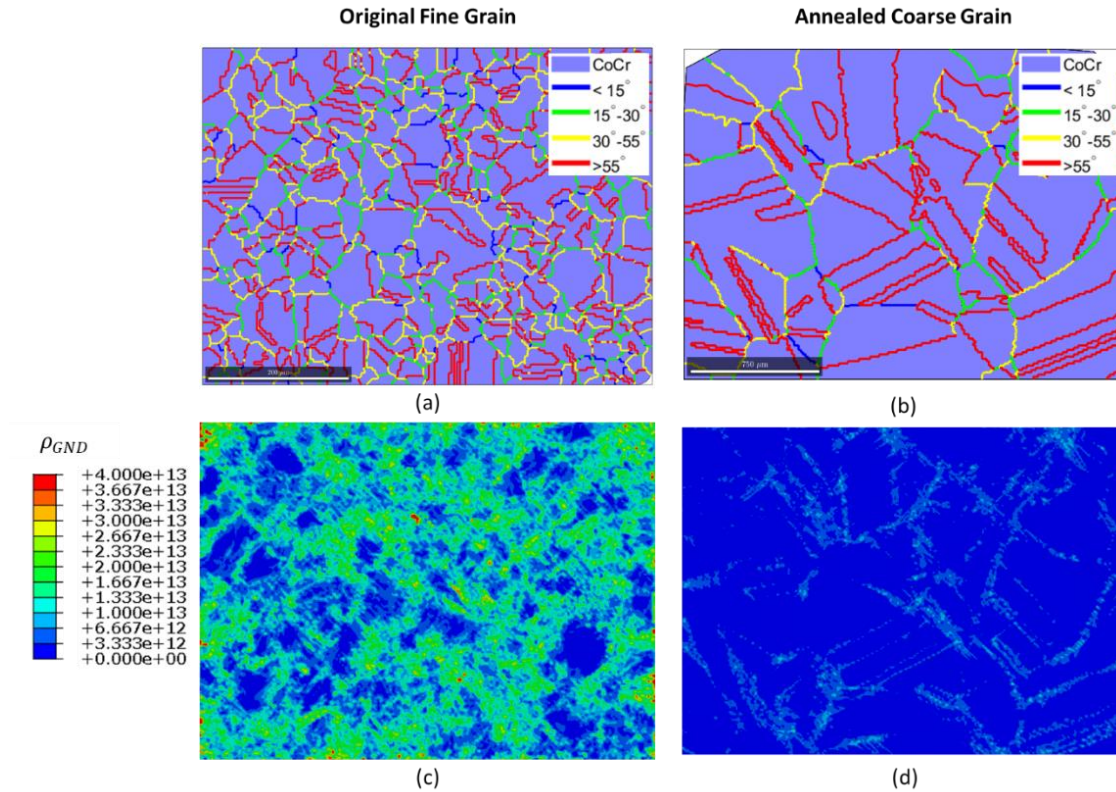 Original Fine Grain
Annealed Coarse Grain
CoCr
< 15°
15°-30°
30°-55°
>55°
200 μm
CoCr
< 15°
15°-30°
30°-55°
>55°
750 μm
(a)
(b)
ρGND
+4.000e+13
+3.667e+13
+3.333e+13
+3.000e+13
+2.667e+13
+2.333e+13
+2.000e+13
+1.667e+13
+1.333e+13
+1.000e+13
+6.667e+12
+3.333e+12
+0.000e+00
(c)
(d)